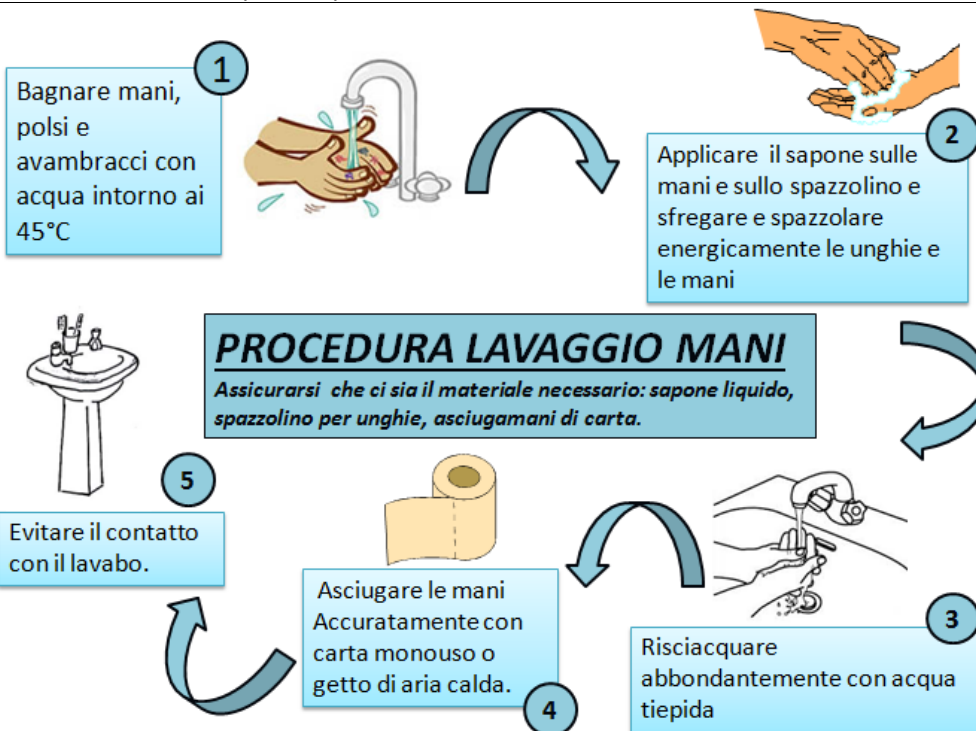 PROCEDURA LAVAGGIO MANI
Assicurarsi che ci sia il materiale necessario: sapone liquido,
spazzolino per unghie, asciugamani di carta.
1
Bagnare mani,
polsi e
avambracci con
acqua intorno ai
45°C
2
Applicare il sapone sulle
mani e sullo spazzolino e
sfregare e spazzolare
energicamente le unghie e
le mani
3
Risciacquare
abbondantemente con acqua
tiepida
4
Asciugare le mani
Accuratamente con
carta monouso o
getto di aria calda.
5
Evitare il contatto
con il lavabo.